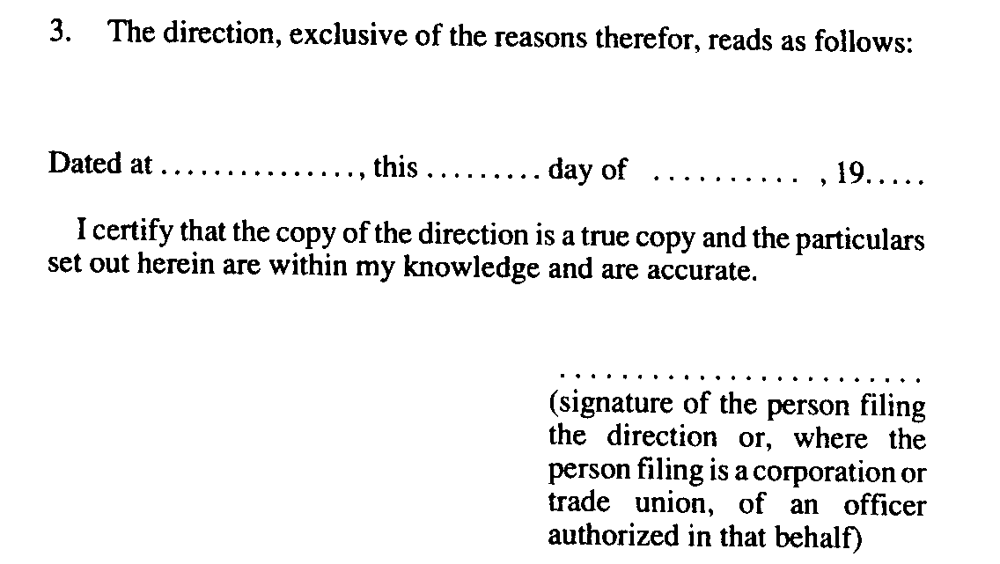 3. The direction, exclusive of the reasons therefor, reads as follows:
Dated at ................, this ......... day of .......... , 19.....
I certify that the copy of the direction is a true copy and the particulars
set out herein are within my knowledge and are accurate.
........................
(signature of the person filing
the direction or, where the
person filing is a corporation or
trade union, of an officer
authorized in that behalf)